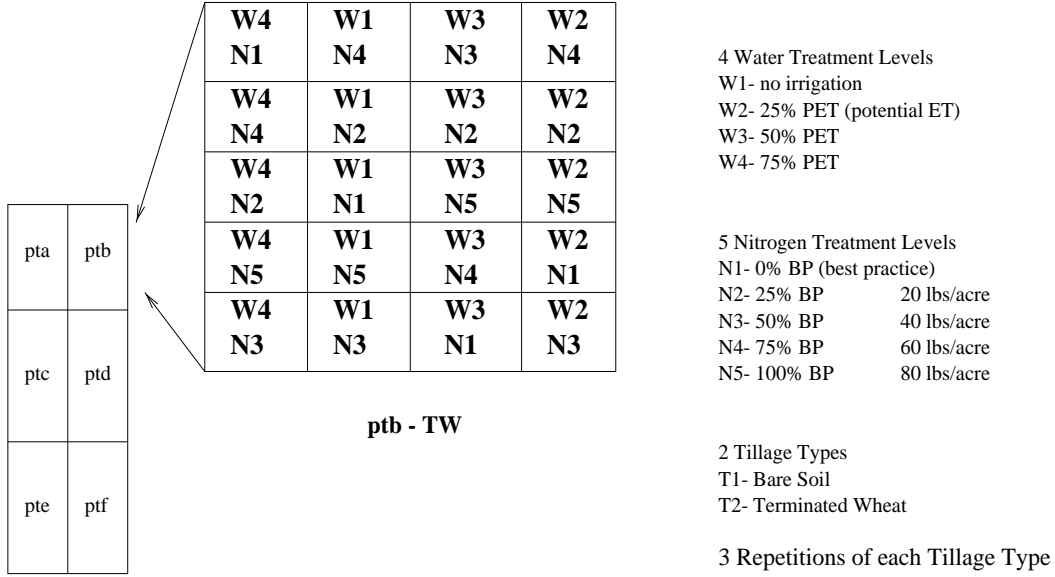 W4 W1 W3 W2
N1 N4 N3 N4
W4 W1 W3 W2
N4 N2 N2 N2
W4 W1 W3 W2
N2 N1 N5 N5
W4 W1 W3 W2
N5 N5 N4 N1
W4 W1 W3 W2
N3 N3 N1 N3
pta ptb
ptc ptd
pte ptf
ptb - TW
4 Water Treatment Levels
W1- no irrigation
W2- 25% PET (potential ET)
W3- 50% PET
W4- 75% PET
5 Nitrogen Treatment Levels
N1- 0% BP (best practice)
N2- 25% BP 20 lbs/acre
N3- 50% BP 40 lbs/acre
N4- 75% BP 60 lbs/acre
N5- 100% BP 80 lbs/acre
2 Tillage Types
T1- Bare Soil
T2- Terminated Wheat
3 Repetitions of each Tillage Type